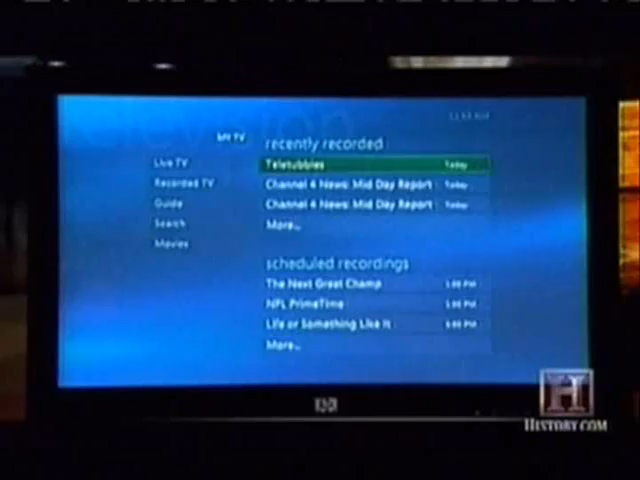 My TV
Live TV
Recorded TV
Guide
Search
Movies
recently recorded
Teletubbies Today
Channel 4 News: Mid Day Report Today
Channel 4 News: Mid Day Report Today
More...
scheduled recordings
The Next Great Champ
NFL PrimeTime
Life or Something Like It
More...
H
HISTORY.COM